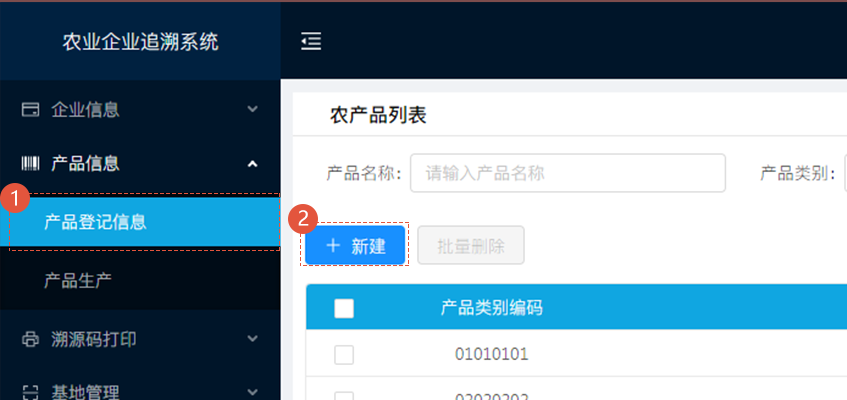 农业企业追溯系统
企业信息
产品信息
1
产品登记信息
产品生产
溯源码打印
基地管理
农产品列表
产品名称: 请输入产品名称 产品类别:
2
+ 新建 批量删除
产品类别编码
01010101
02020202